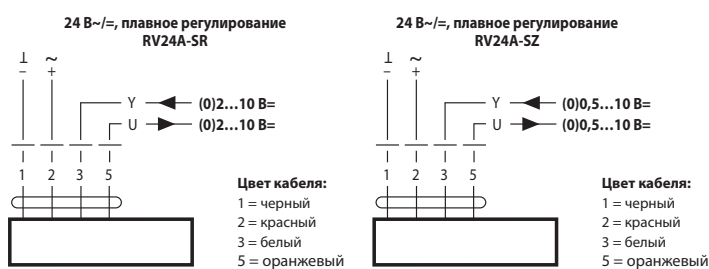 24 В~/=, плавное регулирование
RV24A-SR
⊥ ~
– +
Y (0)2...10 В=
U (0)2...10 В=
1 2 3 5
Цвет кабеля:
1 = черный
2 = красный
3 = белый
5 = оранжевый
24 В~/=, плавное регулирование
RV24A-SZ
⊥ ~
– +
Y (0)0,5...10 В=
U (0)0,5...10 В=
1 2 3 5
Цвет кабеля:
1 = черный
2 = красный
3 = белый
5 = оранжевый